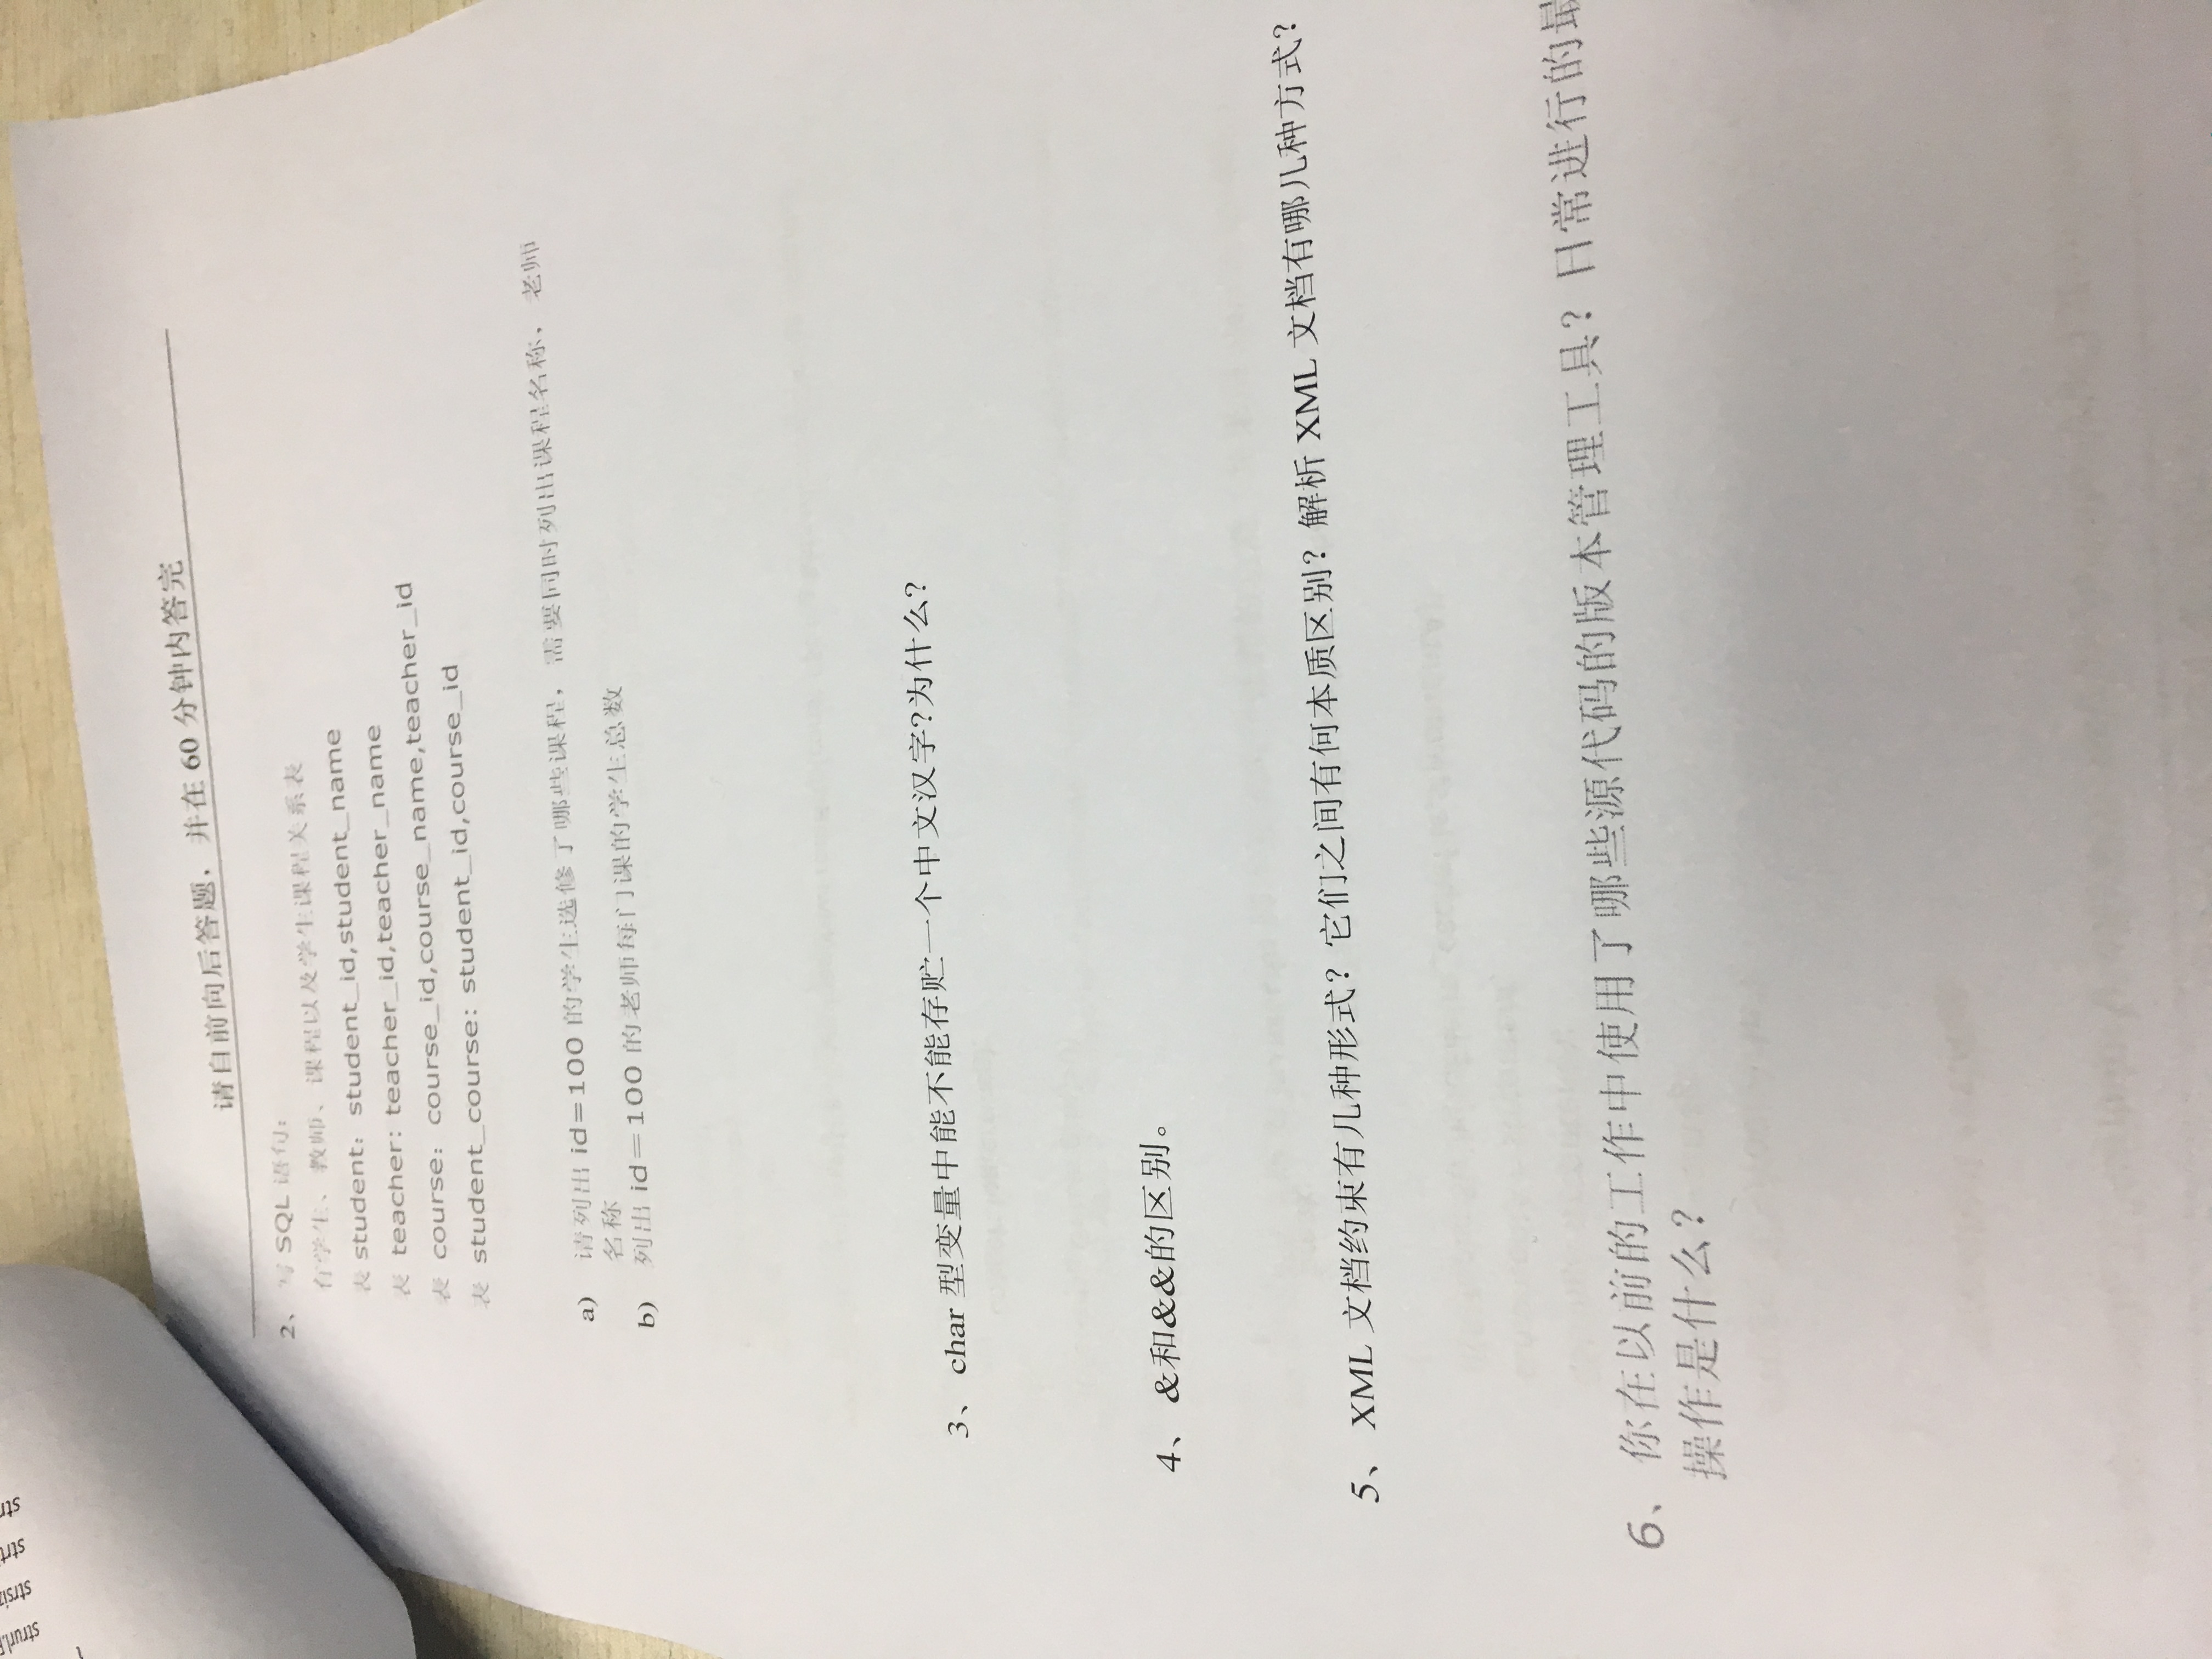 请自前向后答题，并在 60 分钟内答完
2、 写 SQL 语句：
有学生、教师、课程以及学生课程关系表
表 student：student_id,student_name
表 teacher: teacher_id,teacher_name
表 course：course_id,course_name,teacher_id
表 student_course: student_id,course_id
a) 请列出 id=100 的学生选修了哪些课程，需要同时列出课程名称，老师
名称
b) 列出 id＝100 的老师每门课的学生总数
3、 char 型变量中能不能存贮一个中文汉字?为什么?
4、 &和&&的区别。
5、 XML 文档约束有几种形式？它们之间有何本质区别？解析 XML 文档有哪几种方式？
6、你在以前的工作中使用了哪些源代码的版本管理工具？日常进行的最
操作是什么？